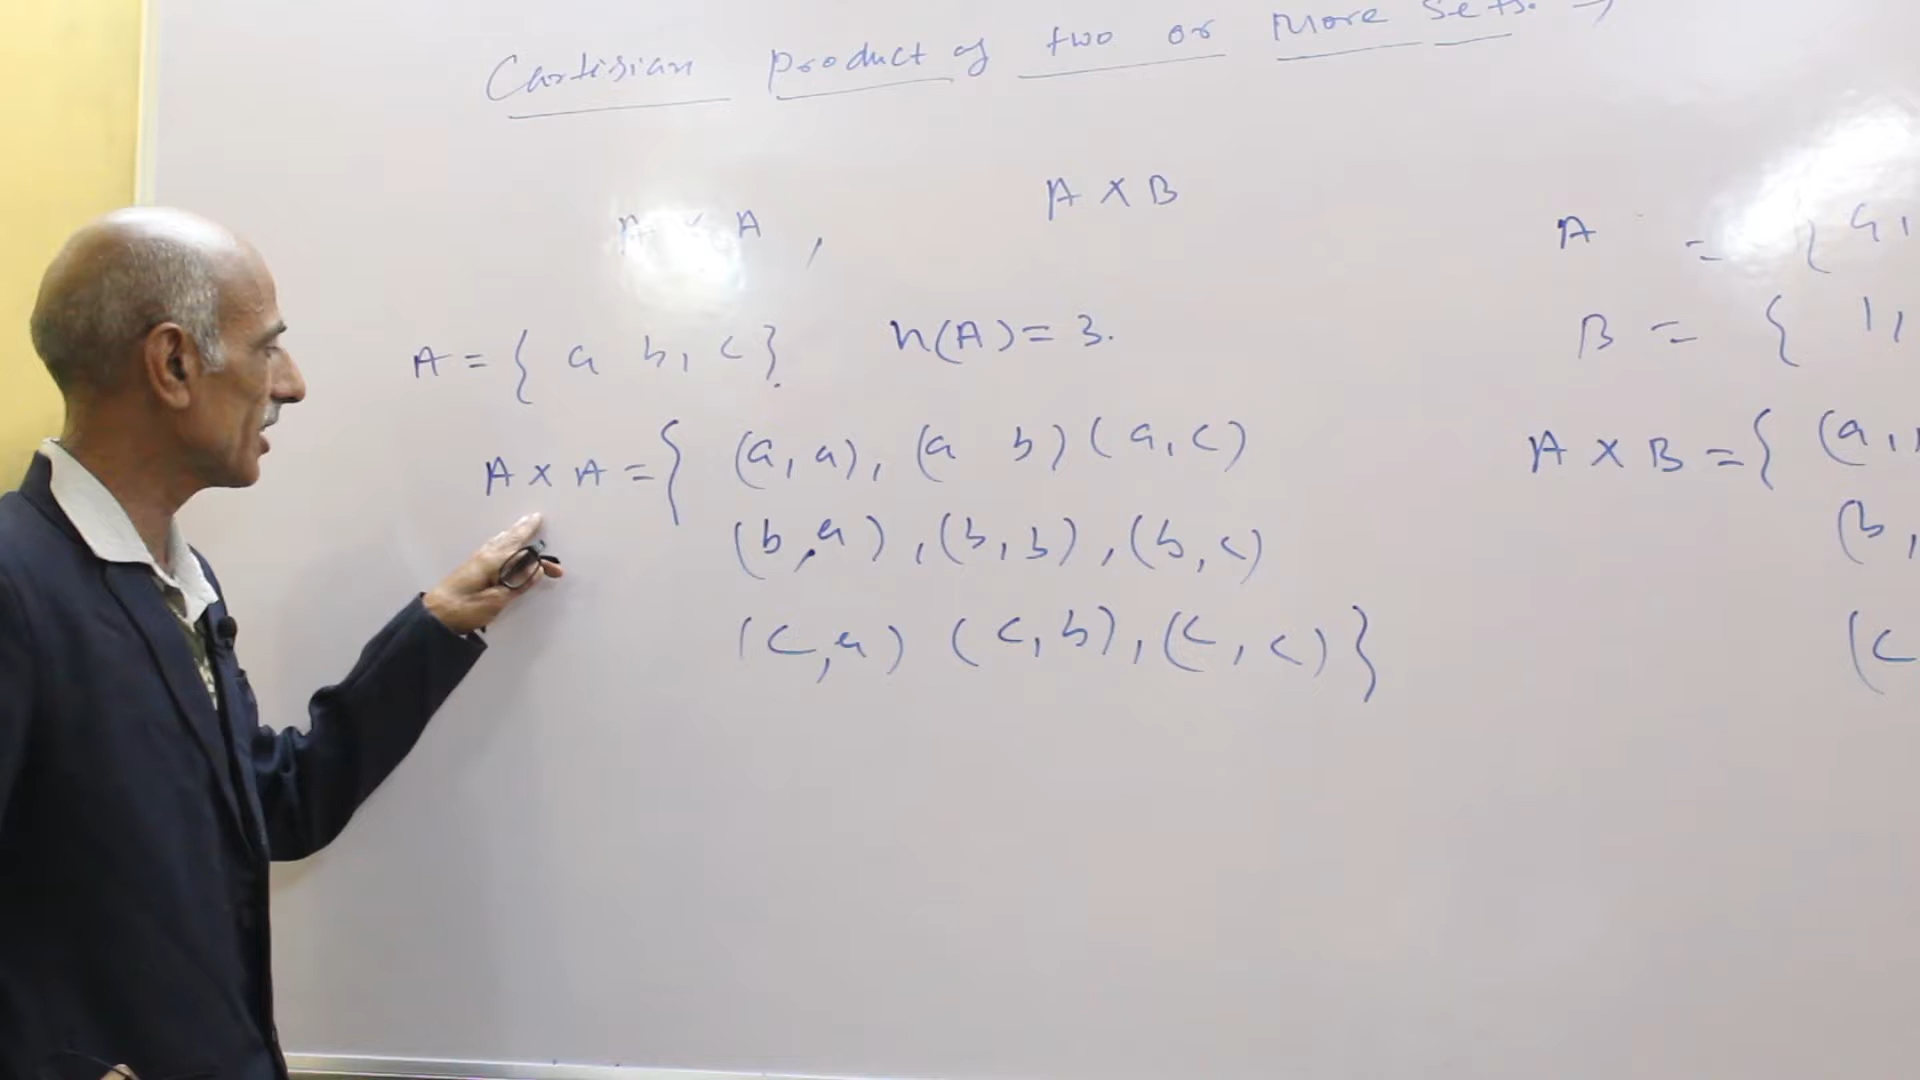 Cartisian product of two or More Sets. →
A × A , A X B
A = { a b, c}. n(A) = 3.
A x A = { (a, a), (a b) (a, c)
(b, a), (b, b), (b, c)
(c, a) (c, b), (c, c) }
A = { a,
B = { 1,
A X B = { (a,
(b,
(c